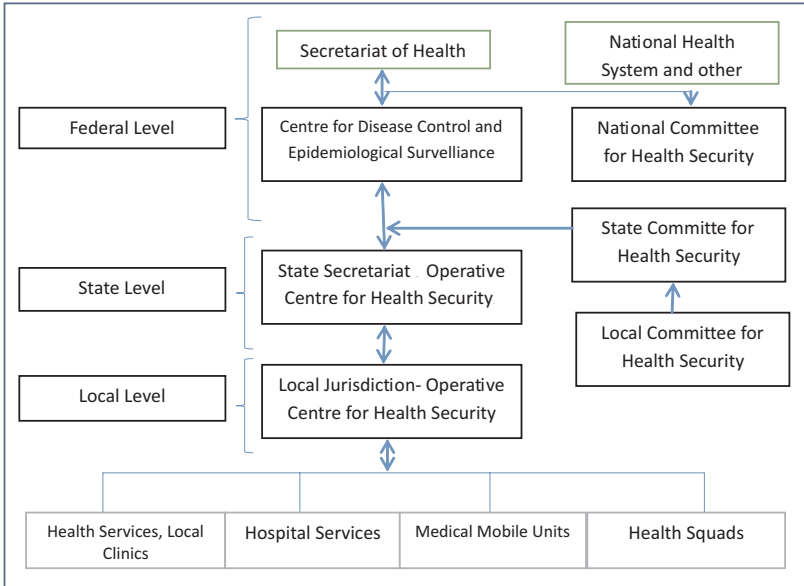 Secretariat of Health
National Health
System and other
Federal Level
Centre for Disease Control and
Epidemiological Survelliance
National Committee
for Health Security
State Committe for
Health Security
State Level
State Secretariat . Operative
Centre for Health Security.
Local Committee for
Health Security
Local Level
Local Jurisdiction- Operative
Centre for Health Security
Health Services, Local
Clinics
Hospital Services
Medical Mobile Units
Health Squads